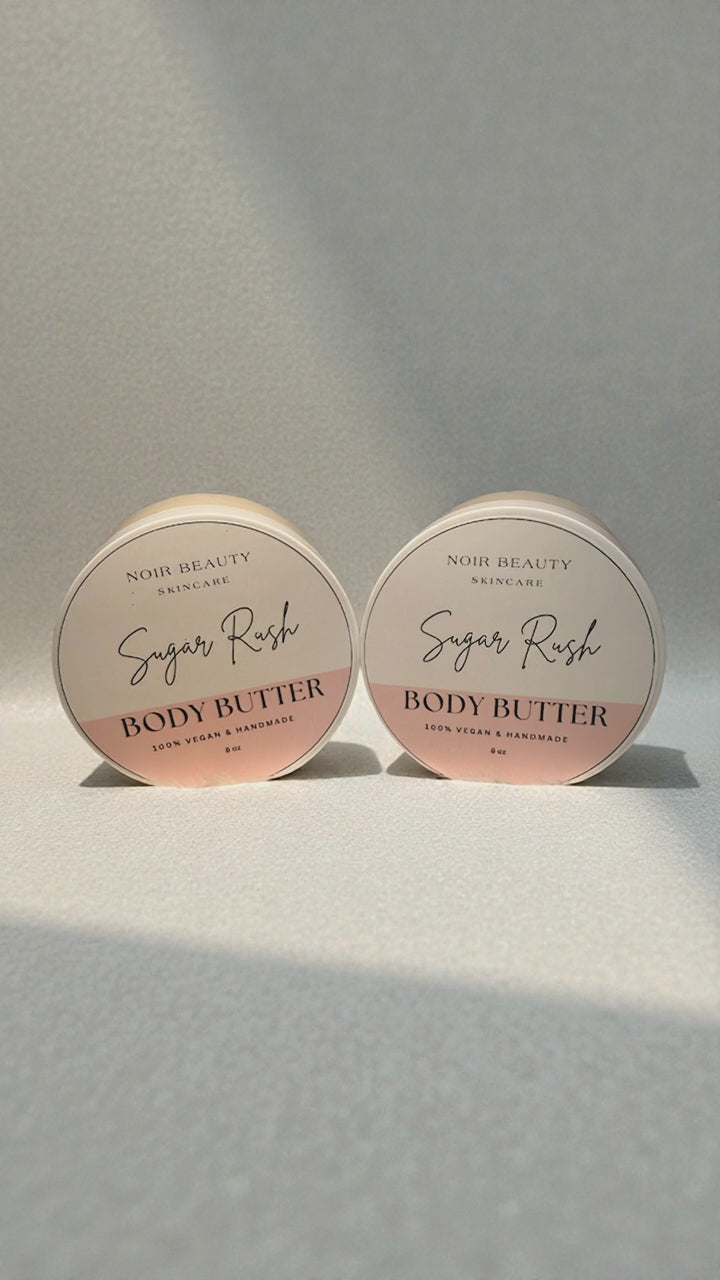 NOIR BEAUTY
SKINCARE
Sugar Rush
BODY BUTTER
100% VEGAN & HANDMADE
8 oz
NOIR BEAUTY
SKINCARE
Sugar Rush
BODY BUTTER
100% VEGAN & HANDMADE
8 oz